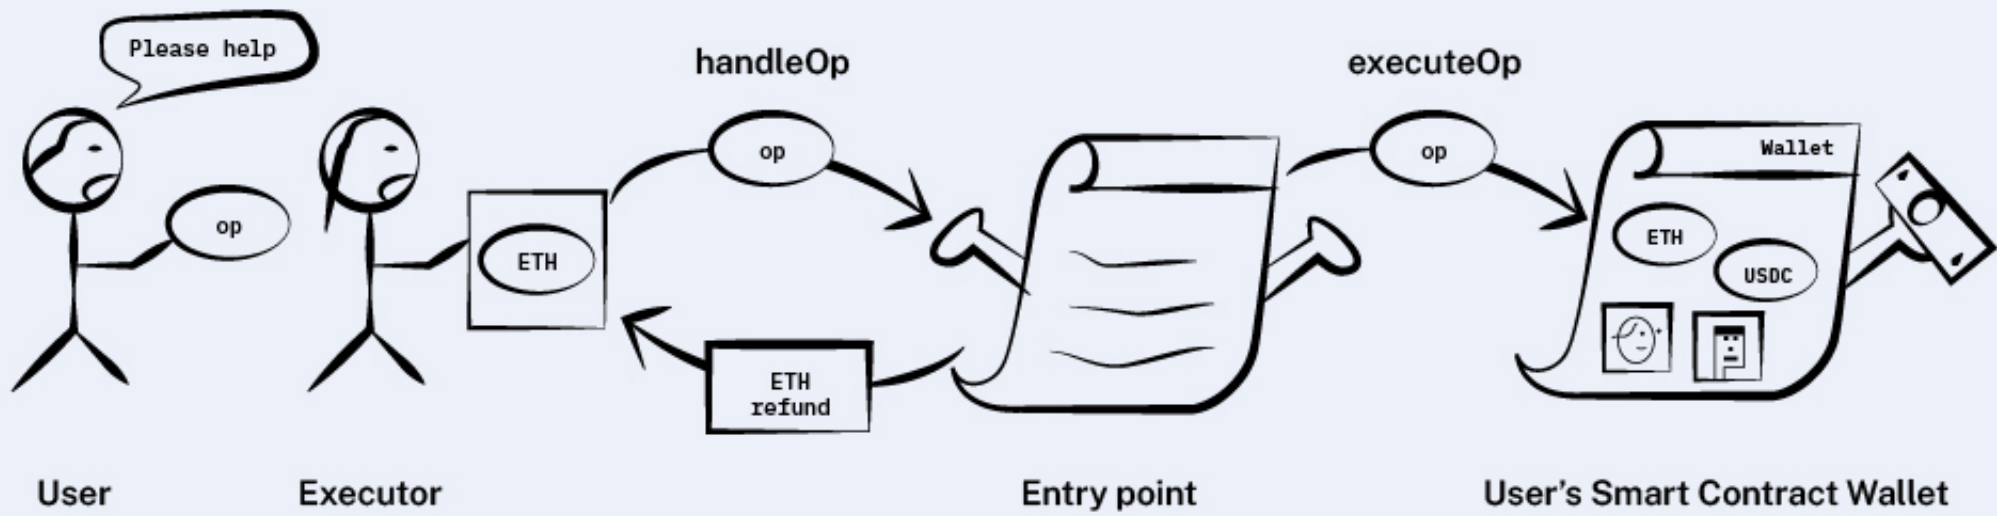 Please help
handleOp
executeOp
op
op
Wallet
op
ETH
ETH
USDC
ETH
refund
User
Executor
Entry point
User’s Smart Contract Wallet